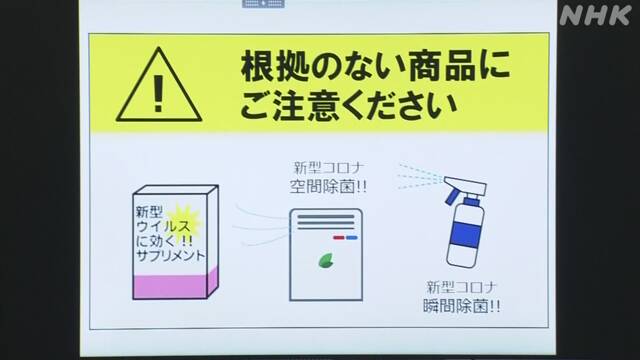 NHK
根拠のない商品に
ご注意ください
!
新型
ウイルス
に効く!!
サプリメント
新型コロナ
空間除菌!!
新型コロナ
瞬間除菌!!